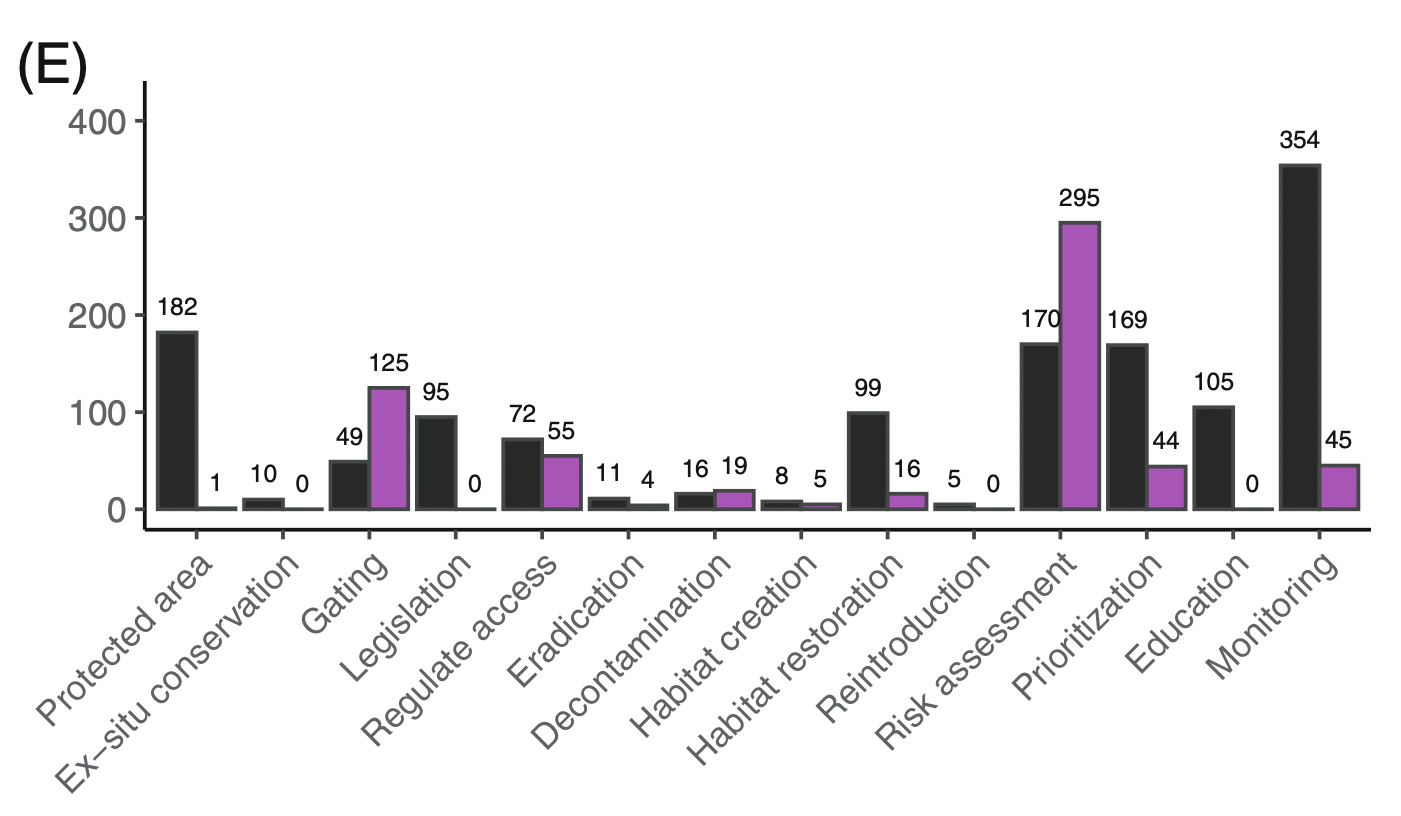 (E)
400
300
200
100
0
182
1
10
0
49
125
95
0
72
55
11
4
16
19
8
5
99
16
5
0
170
295
169
44
105
0
354
45
Protected area
Ex–situ conservation
Gating
Legislation
Regulate access
Eradication
Decontamination
Habitat creation
Habitat restoration
Reintroduction
Risk assessment
Prioritization
Education
Monitoring